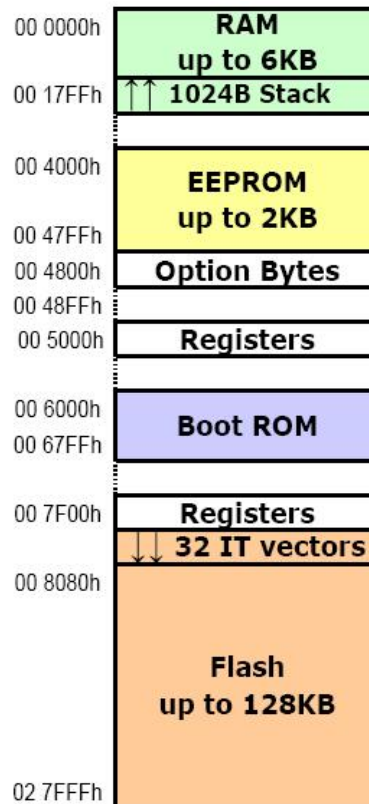 00 0000h
RAM
up to 6KB
00 17FFh
↑↑ 1024B Stack
00 4000h
EEPROM
up to 2KB
00 47FFh
00 4800h
Option Bytes
00 48FFh
00 5000h
Registers
00 6000h
Boot ROM
00 67FFh
00 7F00h
Registers
↓↓ 32 IT vectors
00 8080h
Flash
up to 128KB
02 7FFFh